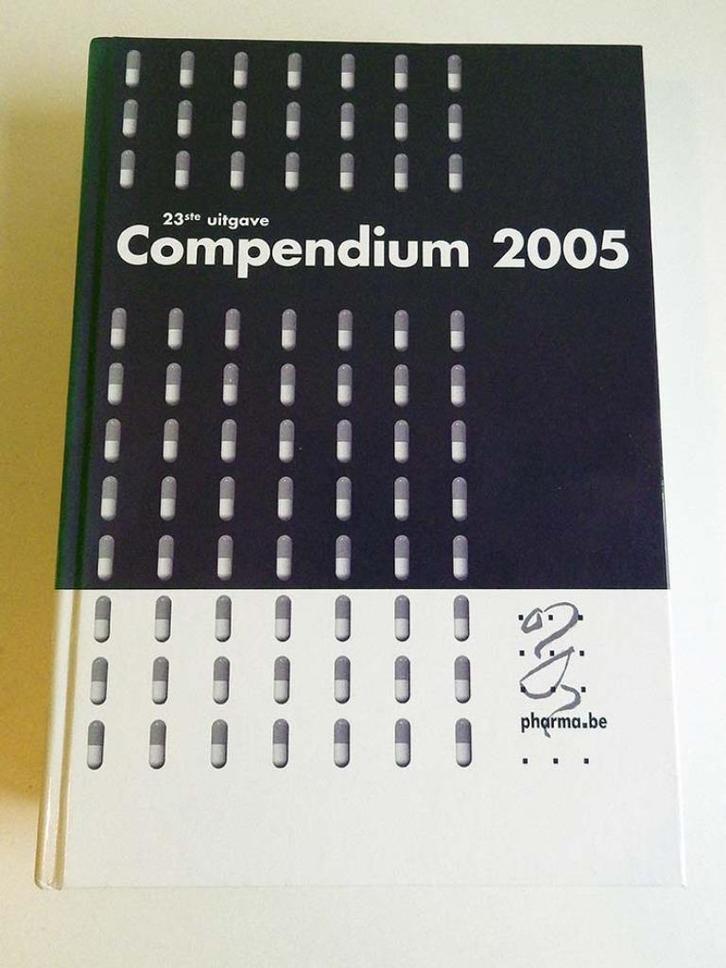 23ste uitgave
Compendium 2005
pharma.be